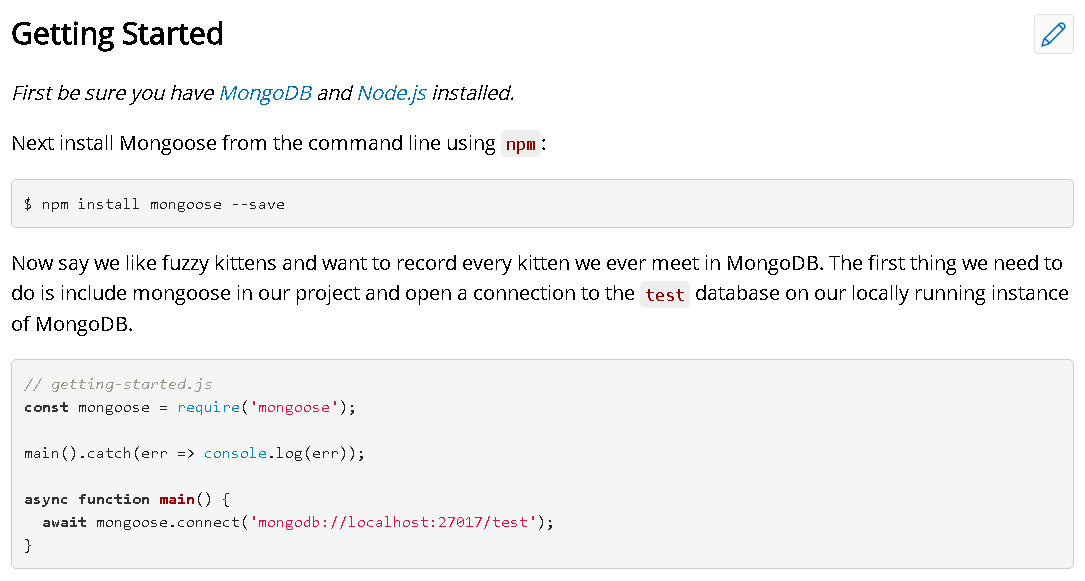 Getting Started
First be sure you have MongoDB and Node.js installed.
Next install Mongoose from the command line using npm:
$ npm install mongoose --save
Now say we like fuzzy kittens and want to record every kitten we ever meet in MongoDB. The first thing we need to
do is include mongoose in our project and open a connection to the test database on our locally running instance
of MongoDB.
// getting-started.js
const mongoose = require('mongoose');
main().catch(err => console.log(err));
async function main() {
  await mongoose.connect('mongodb://localhost:27017/test');
}